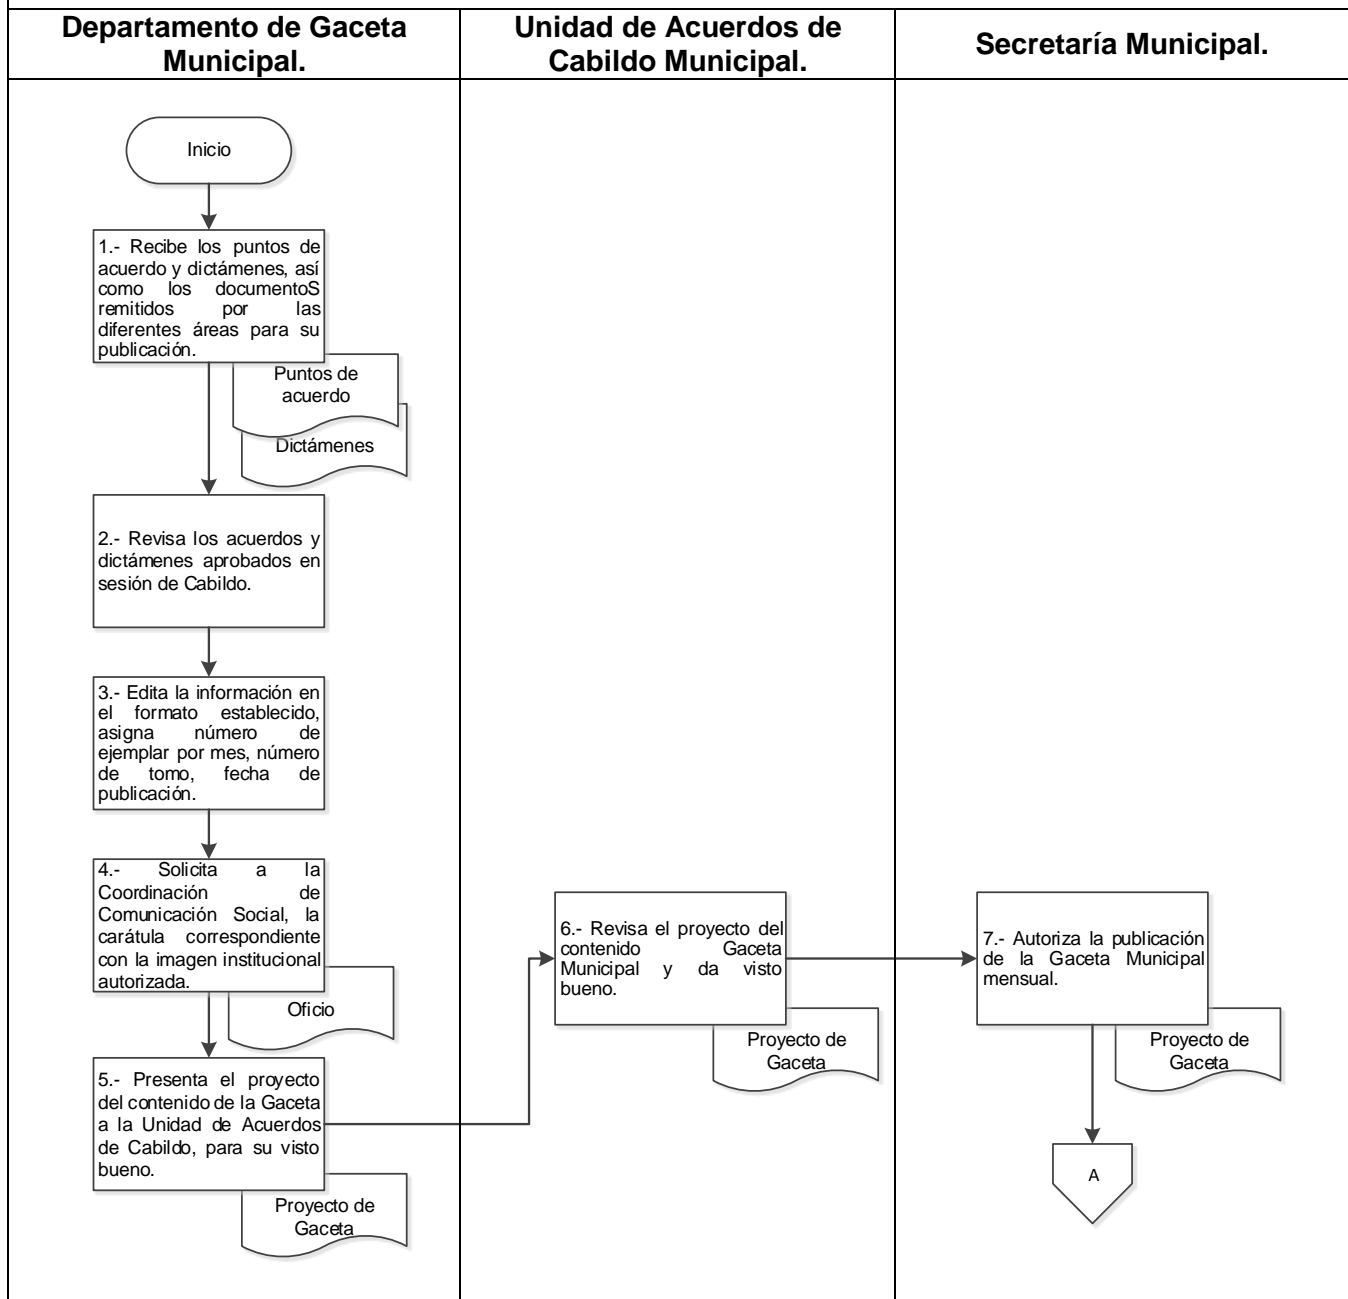 Departamento de Gaceta
Municipal.
Unidad de Acuerdos de
Cabildo Municipal.
Secretaría Municipal.
Inicio
1.- Recibe los puntos de
acuerdo y dictámenes, así
como los documentoS
remitidos por las
diferentes áreas para su
publicación.
Puntos de
acuerdo
Dictámenes
2.- Revisa los acuerdos y
dictámenes aprobados en
sesión de Cabildo.
3.- Edita la información en
el formato establecido,
asigna número de
ejemplar por mes, número
de tomo, fecha de
publicación.
4.- Solicita a la
Coordinación de
Comunicación Social, la
carátula correspondiente
con la imagen institucional
autorizada.
Oficio
5.- Presenta el proyecto
del contenido de la Gaceta
a la Unidad de Acuerdos
de Cabildo, para su visto
bueno.
Proyecto de
Gaceta
6.- Revisa el proyecto del
contenido Gaceta
Municipal y da visto
bueno.
Proyecto de
Gaceta
7.- Autoriza la publicación
de la Gaceta Municipal
mensual.
Proyecto de
Gaceta
A